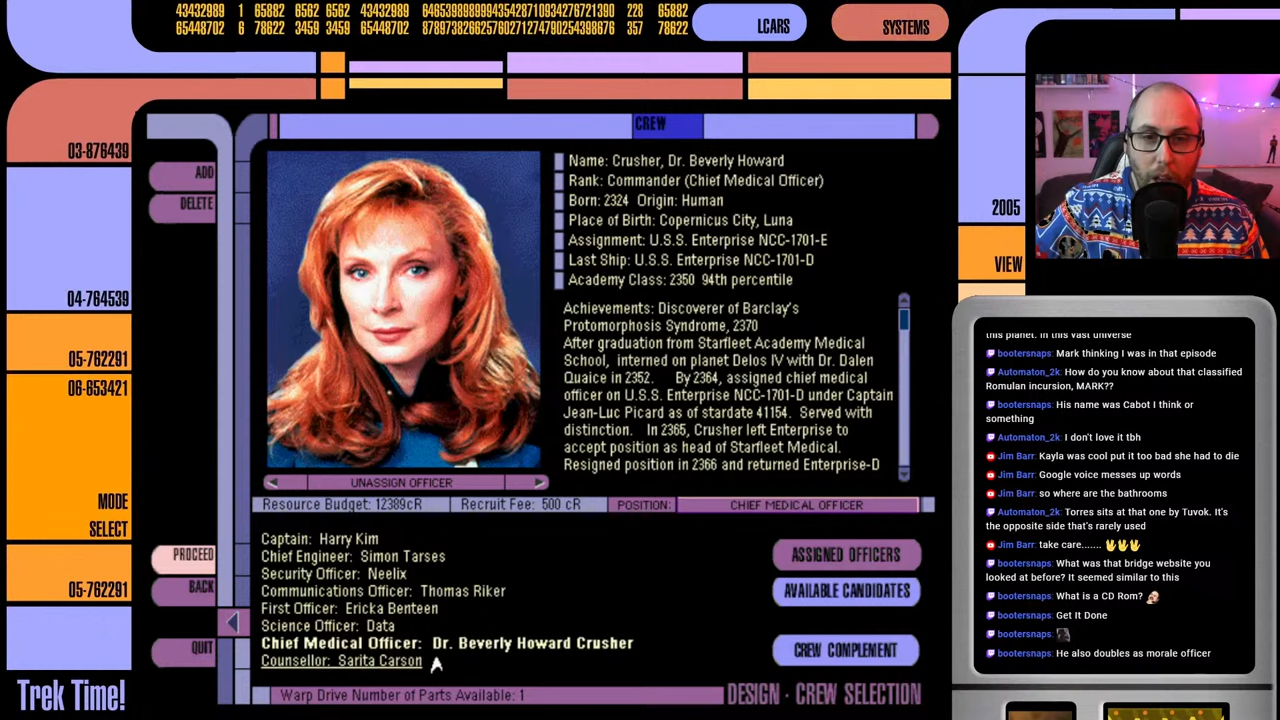 43432989 1 65882 6562 6562 43432989 64653989899435428710934276721390 228 65882
65448702 6 78622 3459 3459 65448702 87897382662576027127478025439867​6 357 78622
LCARS
SYSTEMS
03-876439
04-764539
05-762291
06-653421
MODE
SELECT
05-762291
Trek Time!
ADD
DELETE
PROCEED
BACK
QUIT
CREW
Name: Crusher, Dr. Beverly Howard
Rank: Commander (Chief Medical Officer)
Born: 2324 Origin: Human
Place of Birth: Copernicus City, Luna
Assignment: U.S.S. Enterprise NCC-1701-E
Last Ship: U.S.S. Enterprise NCC-1701-D
Academy Class: 2350 94th percentile
Achievements: Discoverer of Barclay's
Protomorphosis Syndrome, 2370
After graduation from Starfleet Academy Medical
School, interned on planet Delos IV with Dr. Dalen
Quaice in 2352. By 2364, assigned chief medical
officer on U.S.S. Enterprise NCC-1701-D under Captain
Jean-Luc Picard as of stardate 41154. Served with
distinction. In 2365, Crusher left Enterprise to
accept position as head of Starfleet Medical.
Resigned position in 2366 and returned Enterprise-D
UNASSIGN OFFICER
Resource Budget: 12389cR Recruit Fee: 500 cR POSITION: CHIEF MEDICAL OFFICER
Captain: Harry Kim
Chief Engineer: Simon Tarses
Security Officer: Neelix
Communications Officer: Thomas Riker
First Officer: Ericka Benteen
Science Officer: Data
Chief Medical Officer: Dr. Beverly Howard Crusher
Counsellor: Sarita Carson
ASSIGNED OFFICERS
AVAILABLE CANDIDATES
CREW COMPLEMENT
Warp Drive Number of Parts Available: 1
DESIGN · CREW SELECTION
2005
VIEW
this planet. In this vast universe
bootersnaps: Mark thinking I was in that episode
Automaton_2k: How do you know about that classified
Romulan incursion, MARK??
bootersnaps: His name was Cabot I think or
something
Automaton_2k: I don't love it tbh
Jim Barr: Kayla was cool put it too bad she had to die
Jim Barr: Google voice messes up words
Jim Barr: so where are the bathrooms
Automaton_2k: Torres sits at that one by Tuvok. It's
the opposite side that's rarely used
Jim Barr: take care....... 🖖🖖🖖
bootersnaps: What was that bridge website you
looked at before? It seemed similar to this
bootersnaps: What is a CD Rom?
bootersnaps: Get It Done
bootersnaps:
bootersnaps: He also doubles as morale officer